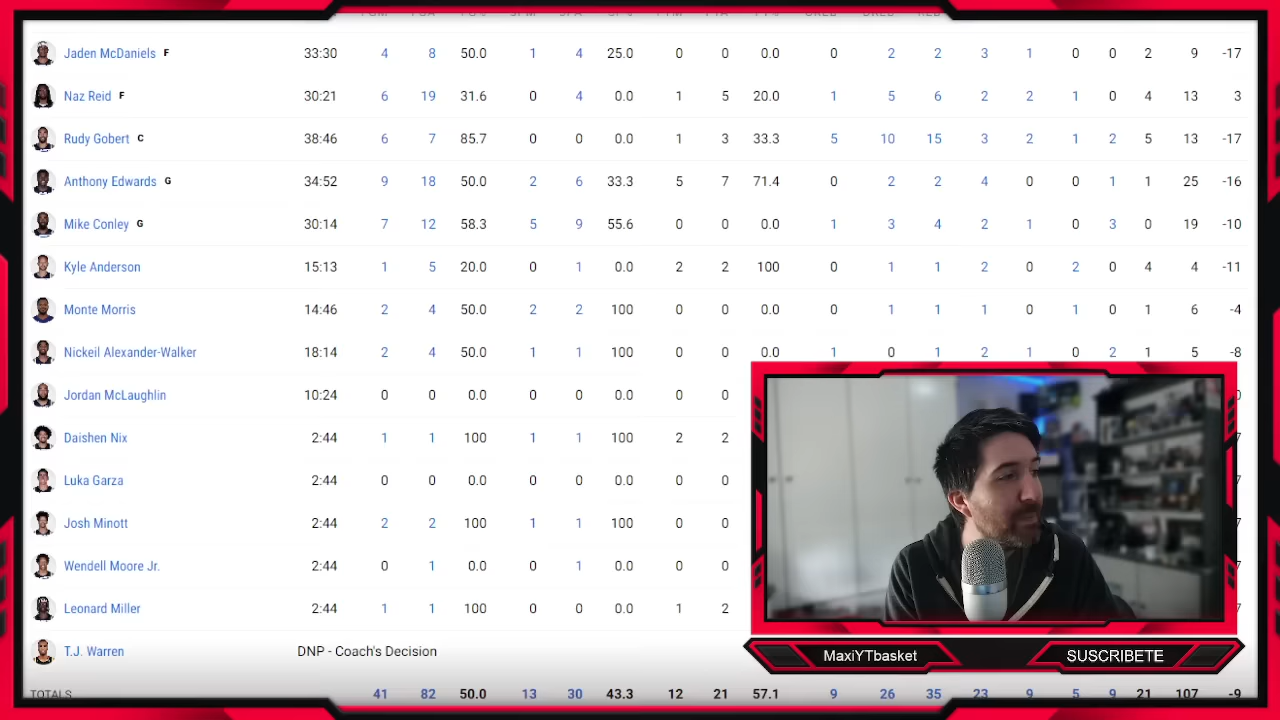 Jaden McDaniels F 33:30 4 8 50.0 1 4 25.0 0 0 0.0 0 2 2 3 1 0 0 2 9 -17
Naz Reid F 30:21 6 19 31.6 0 4 0.0 1 5 20.0 1 5 6 2 2 1 0 4 13 3
Rudy Gobert C 38:46 6 7 85.7 0 0 0.0 1 3 33.3 5 10 15 3 2 1 2 5 13 -17
Anthony Edwards G 34:52 9 18 50.0 2 6 33.3 5 7 71.4 0 2 2 4 0 0 1 1 25 -16
Mike Conley G 30:14 7 12 58.3 5 9 55.6 0 0 0.0 1 3 4 2 1 0 3 0 19 -10
Kyle Anderson 15:13 1 5 20.0 0 1 0.0 2 2 100 0 1 1 2 0 2 0 4 4 -11
Monte Morris 14:46 2 4 50.0 2 2 100 0 0 0.0 0 1 1 1 0 1 0 1 6 -4
Nickeil Alexander-Walker 18:14 2 4 50.0 1 1 100 0 0 0.0 1 0 1 2 1 0 2 1 5 -8
Jordan McLaughlin 10:24 0 0 0.0 0 0 0.0 0 0
Daishen Nix 2:44 1 1 100 1 1 100 2 2
Luka Garza 2:44 0 0 0.0 0 0 0.0 0 0
Josh Minott 2:44 2 2 100 1 1 100 0 0
Wendell Moore Jr. 2:44 0 1 0.0 0 1 0.0 0 0
Leonard Miller 2:44 1 1 100 0 0 0.0 1 2
T.J. Warren DNP - Coach's Decision
TOTALS 41 82 50.0 13 30 43.3 12 21 57.1 9 26 35 23 9 5 9 21 107 -9
MaxiYTbasket
SUSCRIBETE